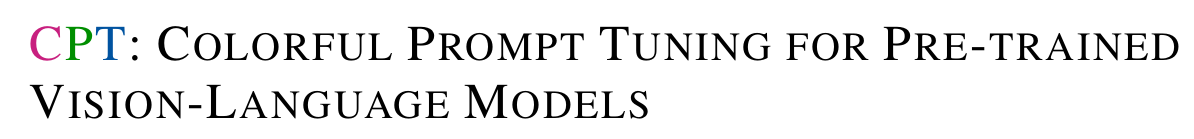 CPT: COLORFUL PROMPT TUNING FOR PRE-TRAINED
VISION-LANGUAGE MODELS